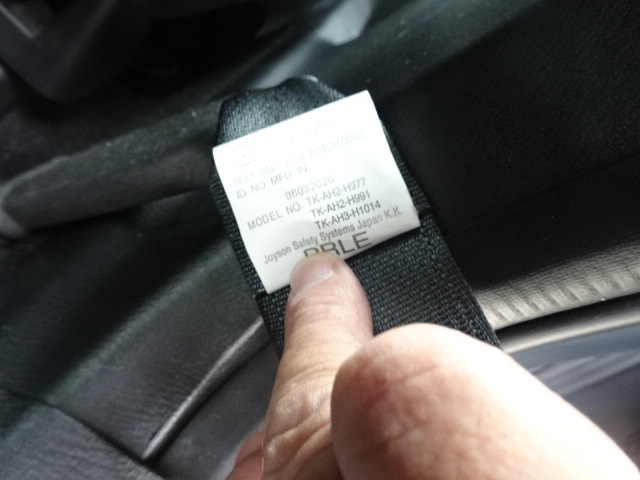 SEAT BELT FOR AUTOMOBILE
ID. NO. MFD. IN
06032020
MODEL NO. TK-AH2-H977
TK-AH2-H991
TK-AH3-H1014
Joyson Safety Systems Japan K.K.